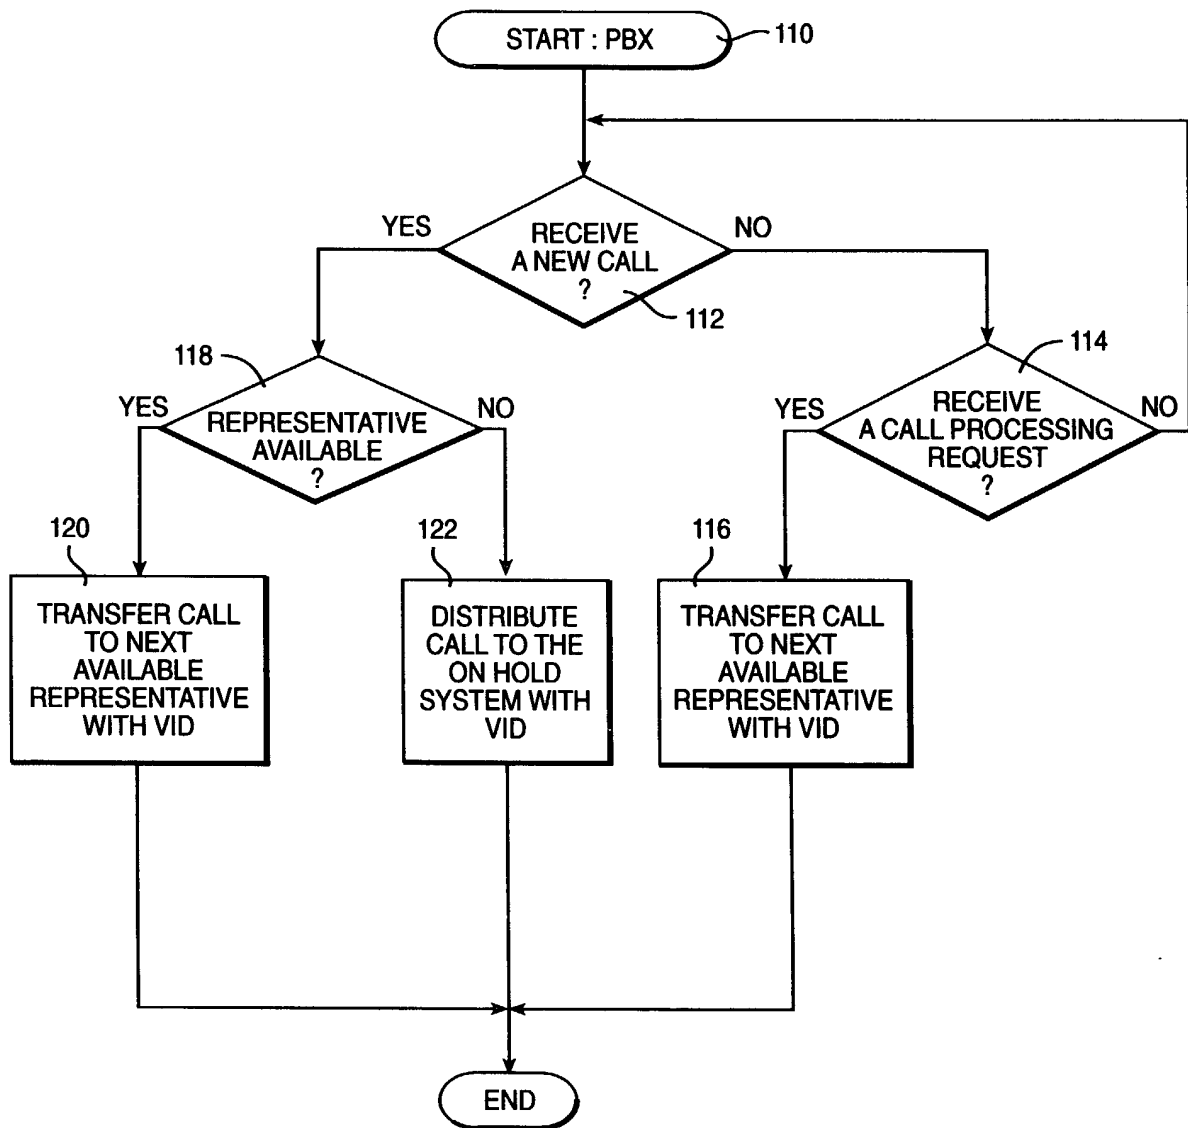 START : PBX
110
YES
NO
RECEIVE
A NEW CALL
?
112
118
114
YES
NO
REPRESENTATIVE
AVAILABLE
?
YES
NO
RECEIVE
A CALL PROCESSING
REQUEST
?
120
122
116
TRANSFER CALL
TO NEXT
AVAILABLE
REPRESENTATIVE
WITH VID
DISTRIBUTE
CALL TO THE
ON HOLD
SYSTEM WITH
VID
TRANSFER CALL
TO NEXT
AVAILABLE
REPRESENTATIVE
WITH VID
END